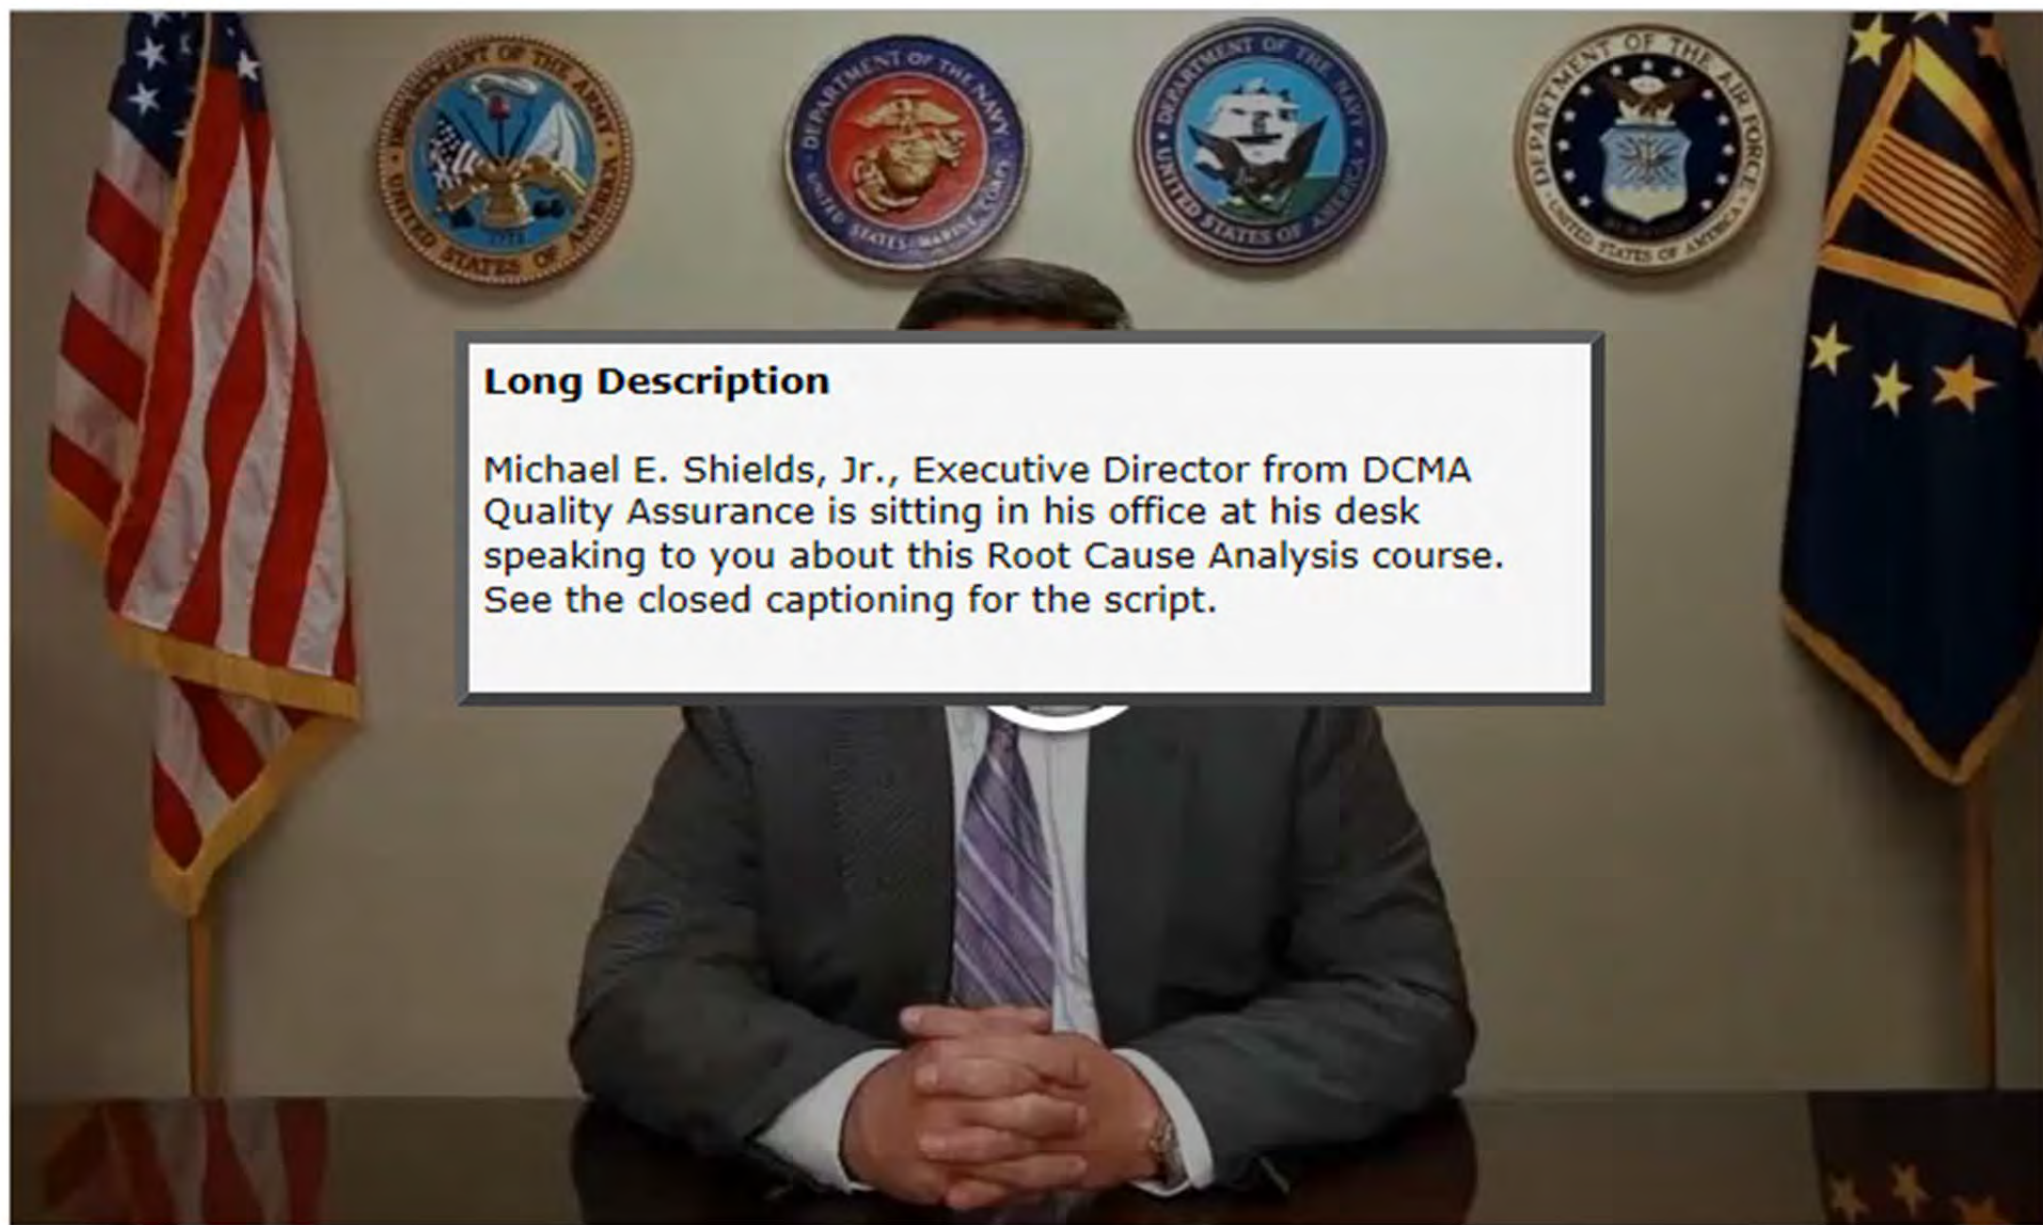 DEPARTMENT OF THE ARMY
UNITED STATES OF AMERICA
1775
DEPARTMENT OF THE NAVY
UNITED STATES MARINE CORPS
DEPARTMENT OF THE NAVY
UNITED STATES OF AMERICA
DEPARTMENT OF THE AIR FORCE
UNITED STATES OF AMERICA
Long Description
Michael E. Shields, Jr., Executive Director from DCMA
Quality Assurance is sitting in his office at his desk
speaking to you about this Root Cause Analysis course.
See the closed captioning for the script.